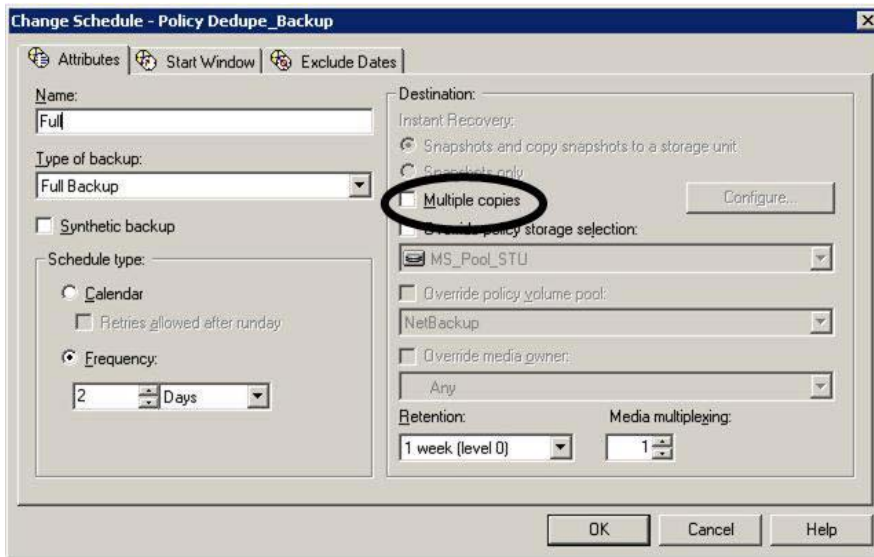 Change Schedule - Policy Dedupe_Backup
Attributes
Start Window
Exclude Dates
Name:
Full
Type of backup:
Full Backup
Synthetic backup
Schedule type:
Calendar
Retries allowed after runday
Frequency:
2
Days
Destination:
Instant Recovery:
Snapshots and copy snapshots to a storage unit
Snapshots only
Multiple copies
Configure...
Override policy storage selection:
MS_Pool_STU
Override policy volume pool:
NetBackup
Override media owner:
Any
Retention:
Media multiplexing:
1 week (level 0)
1
OK
Cancel
Help